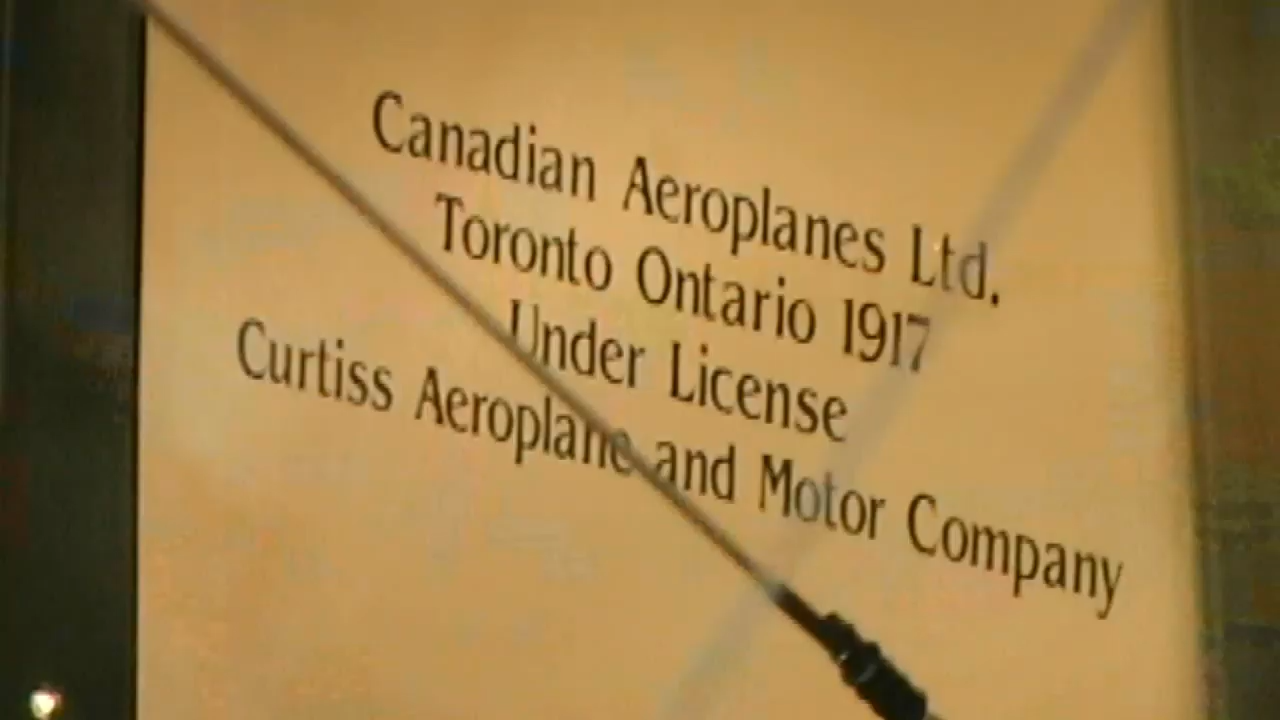 Canadian Aeroplanes Ltd.
Toronto Ontario 1917
Under License
Curtiss Aeroplane and Motor Company